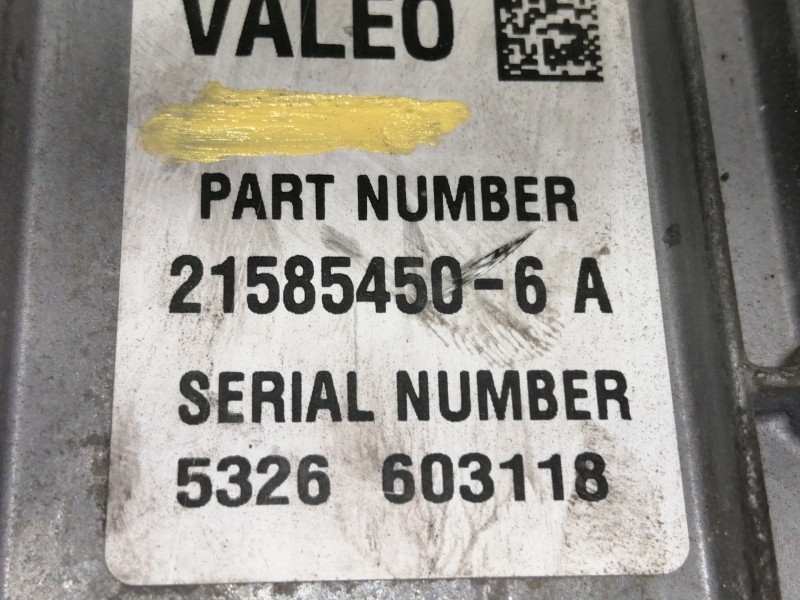 VALEO
PART NUMBER
21585450-6 A
SERIAL NUMBER
5326 603118